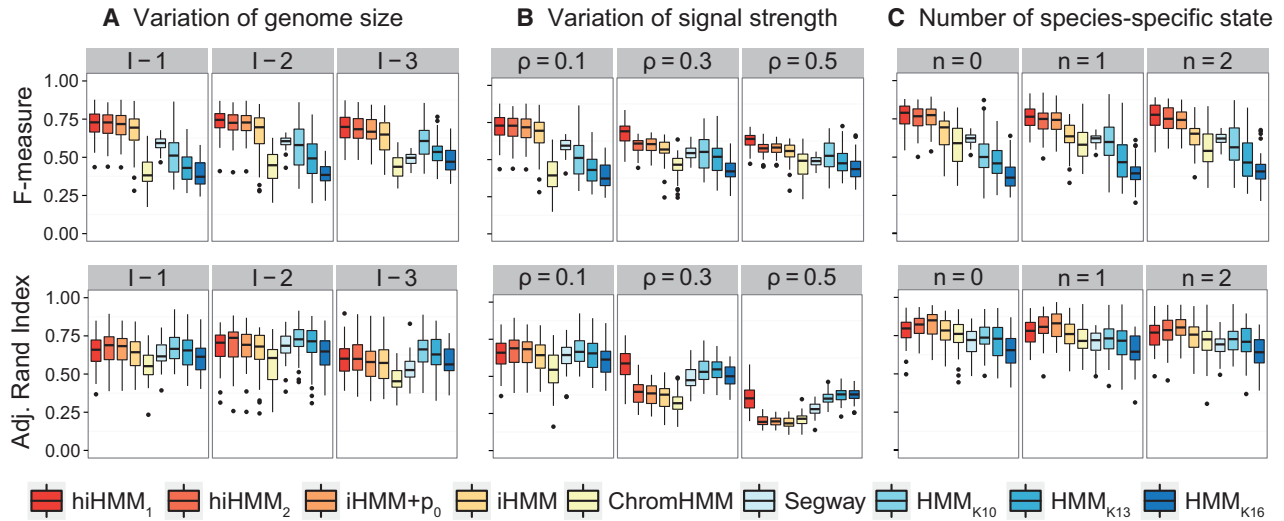 A Variation of genome size
B Variation of signal strength
C Number of species-specific state
l – 1 l – 2 l – 3
ρ = 0.1 ρ = 0.3 ρ = 0.5
n = 0 n = 1 n = 2
F-measure
1.00
0.75
0.50
0.25
0.00
l – 1 l – 2 l – 3
ρ = 0.1 ρ = 0.3 ρ = 0.5
n = 0 n = 1 n = 2
Adj. Rand Index
1.00
0.75
0.50
0.25
0.00
hiHMM₁ hiHMM₂ iHMM+p₀ iHMM ChromHMM Segway HMM_K10 HMM_K13 HMM_K16